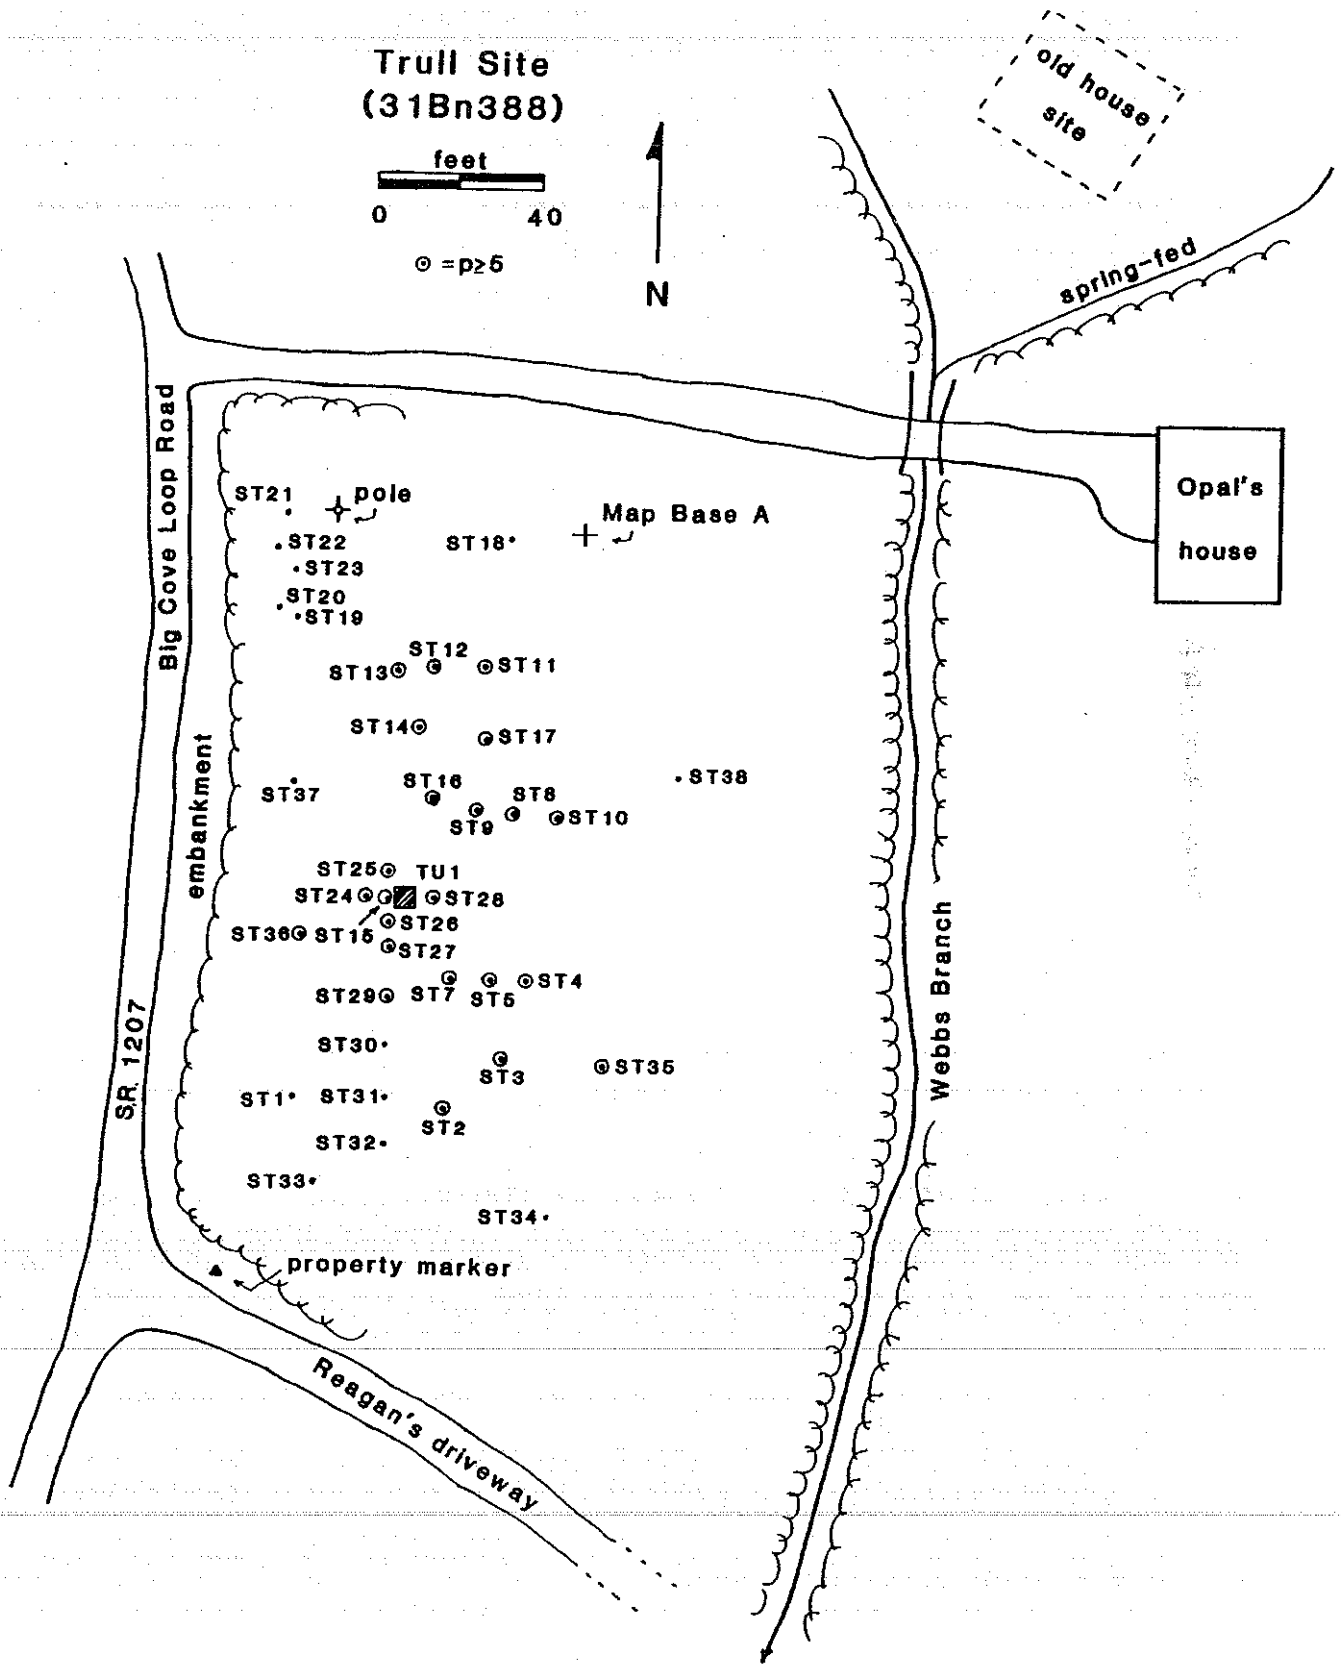 Trull Site
(31Bn388)
feet
0 40
⊙ =p≥5
N
old house
site
spring-fed
Big Cove Loop Road
Opal's
house
ST21
pole
Map Base A
ST22
ST18
ST23
ST20
ST19
ST12
ST13
ST11
ST14
ST17
embankment
ST16
ST8
ST38
ST37
ST9
ST10
ST25
TU1
ST24
ST28
ST26
ST36
ST15
ST27
Webbs Branch
ST29
ST7
ST5
ST4
S.R. 1207
ST30
ST3
ST35
ST1
ST31
ST2
ST32
ST33
ST34
property marker
Reagan's driveway